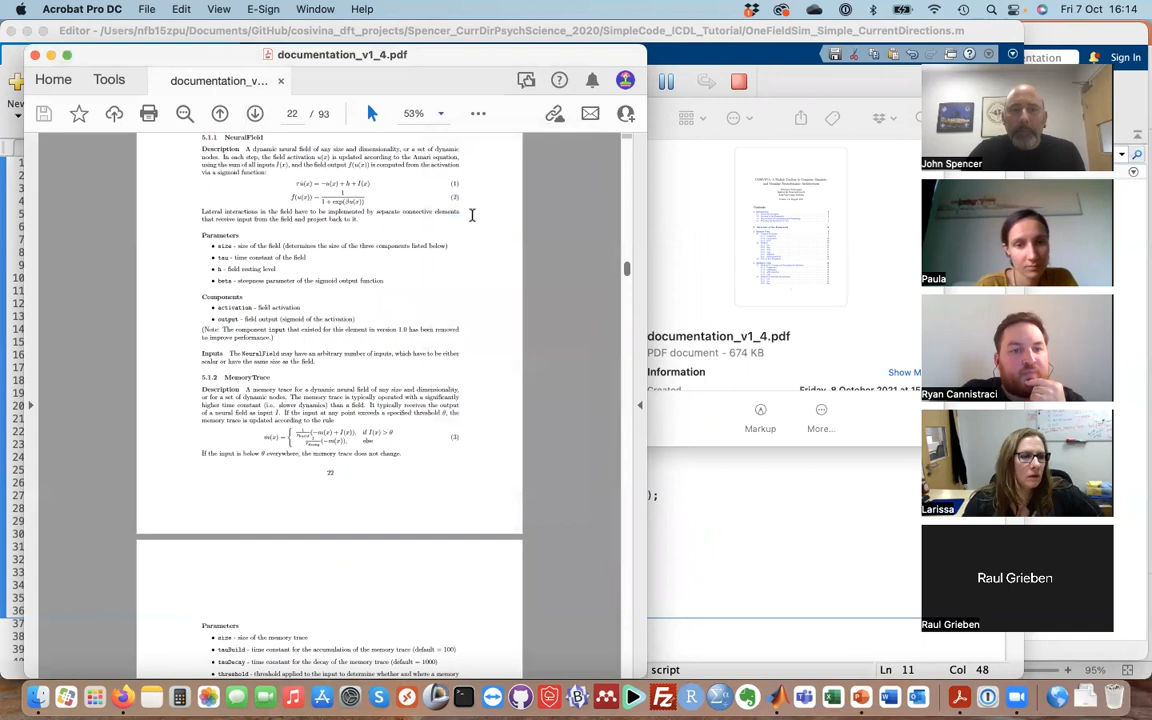 Acrobat Pro DC File Edit View E-Sign Window Help
Fri 7 Oct 16:14
Editor - /Users/nfb15zpu/Documents/GitHub/cosivina_dft_projects/Spencer_CurrDirPsychScience_2020/SimpleCode_ICDL_Tutorial/OneFieldSim_Simple_CurrentDirections.m
documentation_v1_4.pdf
Home Tools documentation_v... ×
Sign In
22 / 93
53%
5.1.1 NeuralField
Description A dynamic neural field of any size and dimensionality, or a set of dynamic
nodes. In each step, the field activation u(x) is updated according to the Amari equation,
using the sum of all inputs I(x), and the field output f(u(x)) is computed from the activation
via a sigmoid function:
τu̇(x) = −u(x) + h + I(x) (1)
f(u(x)) = 1 / 1 + exp(βu(x)) (2)
Lateral interactions in the field have to be implemented by separate connective elements
that receive input from the field and project back to it.
Parameters
• size - size of the field (determines the size of the three components listed below)
• tau - time constant of the field
• h - field resting level
• beta - steepness parameter of the sigmoid output function
Components
• activation - field activation
• output - field output (sigmoid of the activation)
(Note: The component input that existed for this element in version 1.0 has been removed
to improve performance.)
Inputs The NeuralField may have an arbitrary number of inputs, which have to be either
scalar or have the same size as the field.
5.1.2 MemoryTrace
Description A memory trace for a dynamic neural field of any size and dimensionality,
or for a set of dynamic nodes. The memory trace is typically operated with a significantly
higher time constant (i.e., slower dynamics) than a field. It typically receives the output
of a neural field as input I. If the input at any point exceeds a specified threshold θ, the
memory trace is updated according to the rule
ṁ(x) = { 1/τbuild (−m(x) + I(x)), if I(x) > θ
1/τdecay (−m(x)), else (3)
If the input is below θ everywhere, the memory trace does not change.
22
Parameters
• size - size of the memory trace
• tauBuild - time constant for the accumulation of the memory trace (default = 100)
• tauDecay - time constant for the decay of the memory trace (default = 1000)
• threshold - threshold applied to the input to determine whether and where a memory
documentation_v1_4.pdf
PDF document - 674 KB
Information Show M
Created Friday, 8 October 2021 at 15
Markup More...
);
script
Ln 11 Col 48
95%
John Spencer
Paula
Ryan Cannistraci
Larissa
Raul Grieben
Raul Grieben